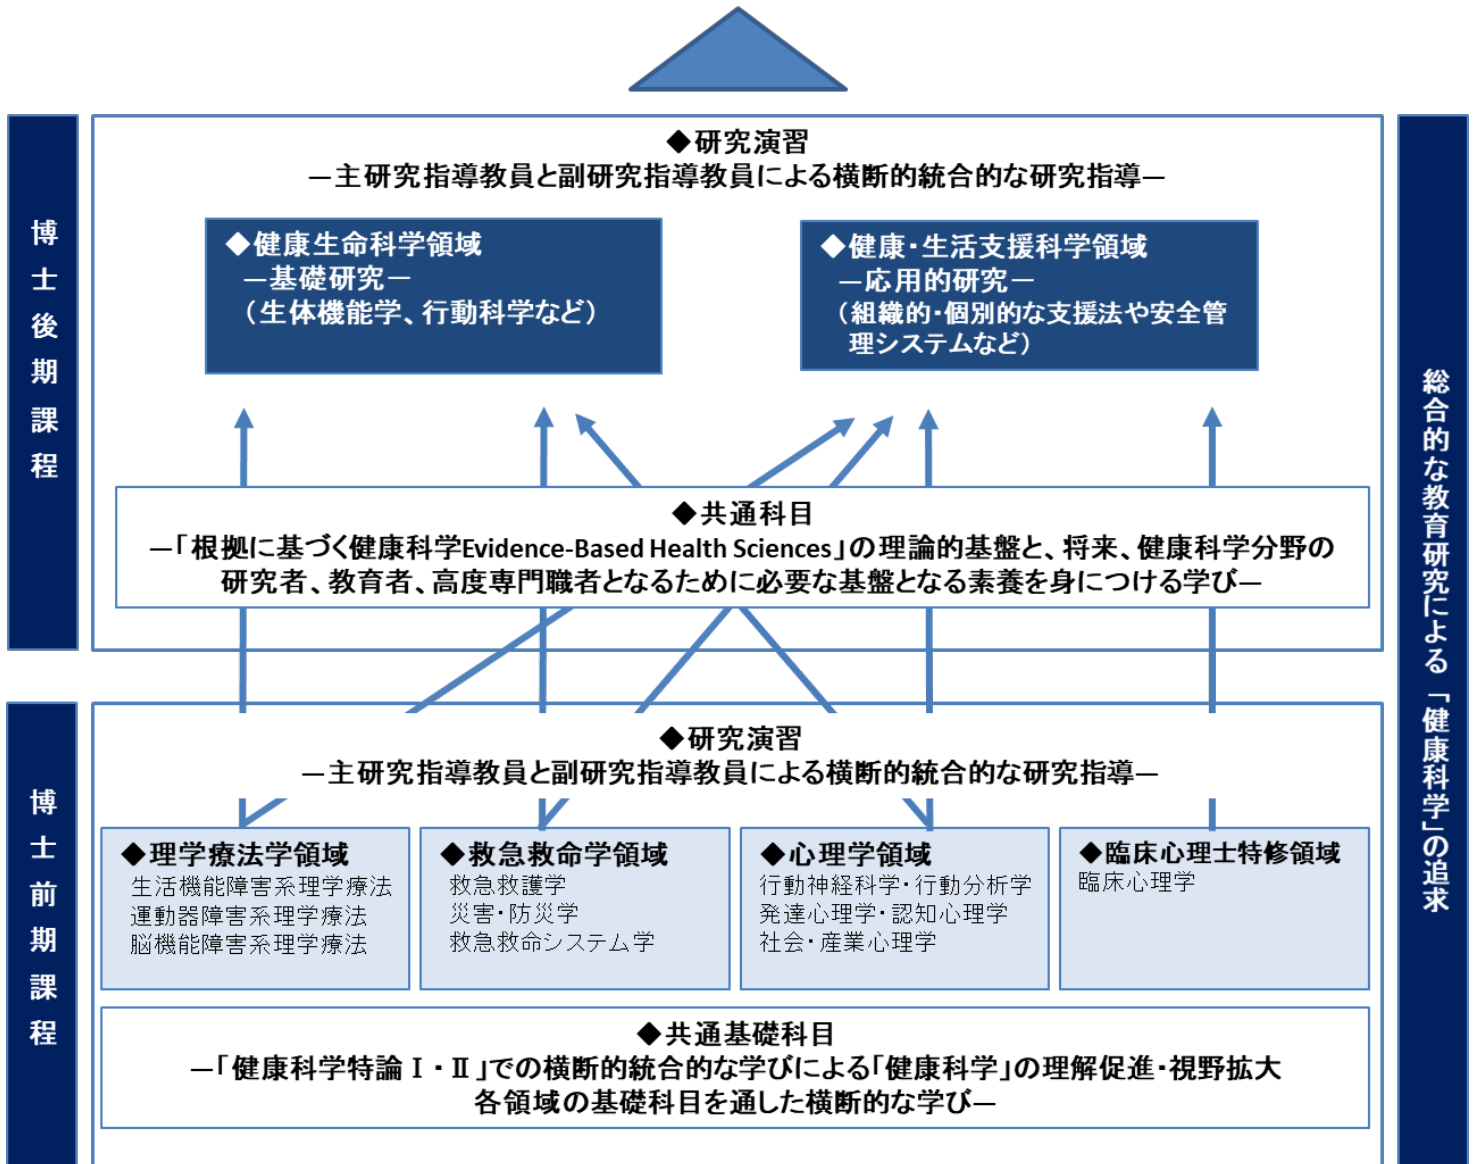 博士後期課程
◆研究演習
―主研究指導教員と副研究指導教員による横断的統合的な研究指導―
◆健康生命科学領域
―基礎研究－
（生体機能学、行動科学など）
◆健康・生活支援科学領域
―応用的研究－
（組織的・個別的な支援法や安全管
理システムなど）
◆共通科目
―「根拠に基づく健康科学Evidence-Based Health Sciences」の理論的基盤と、将来、健康科学分野の
研究者、教育者、高度専門職者となるために必要な基盤となる素養を身につける学び―
総合的な教育研究による「健康科学」の追求
博士前期課程
◆研究演習
―主研究指導教員と副研究指導教員による横断的統合的な研究指導―
◆理学療法学領域
生活機能障害系理学療法
運動器障害系理学療法
脳機能障害系理学療法
◆救急救命学領域
救急救護学
災害・防災学
救急救命システム学
◆心理学領域
行動神経科学・行動分析学
発達心理学・認知心理学
社会・産業心理学
◆臨床心理士特修領域
臨床心理学
◆共通基礎科目
―「健康科学特論Ⅰ・Ⅱ」での横断的統合的な学びによる「健康科学」の理解促進・視野拡大
各領域の基礎科目を通した横断的な学び―